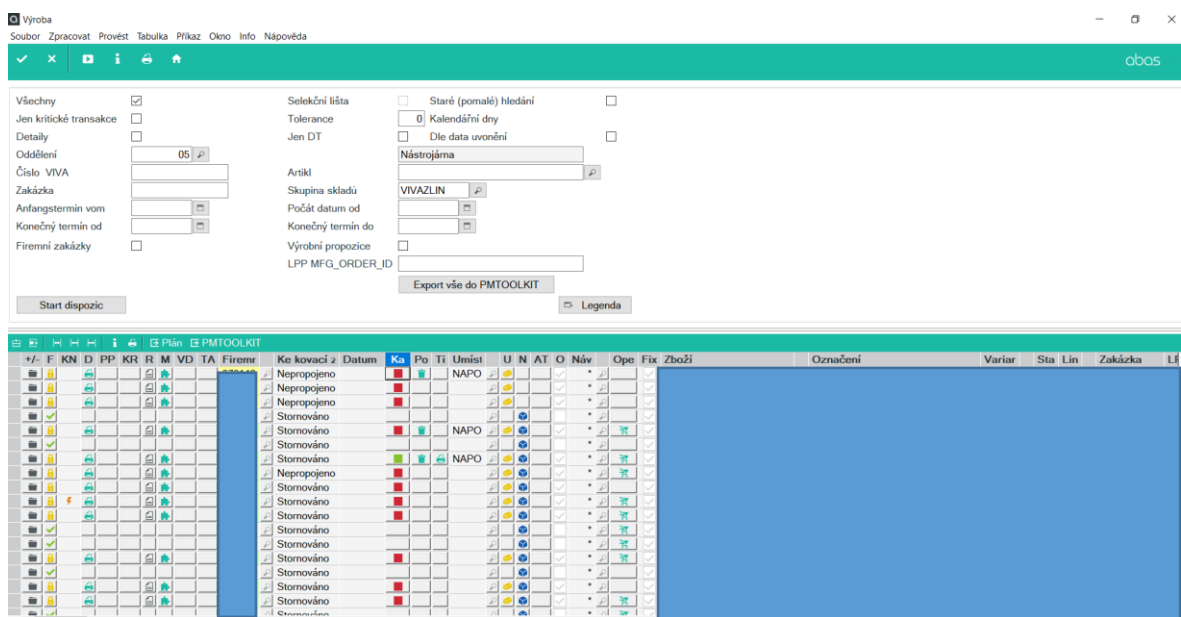 Výroba
Soubor Zpracovat Provést Tabulka Příkaz Okno Info Nápověda
abas
Všechny Selekční lišta Staré (pomalé) hledání
Jen kritické transakce Tolerance 0 Kalendářní dny
Detaily Jen DT Dle data uvonění
Oddělení 05 Nástrojárna
Číslo VIVA Artikl
Zakázka Skupina skladů VIVAZLIN
Anfangstermin vom Počát datum od
Konečný termín od Konečný termín do
Firemní zakázky Výrobní propozice
LPP MFG_ORDER_ID
Export vše do PMTOOLKIT
Start dispozic Legenda
Plán PMTOOLKIT
+/- F KN D PP KR R M VD TA Firemr Ke kovací z Datum Ka Po Ti Umíst U N AT O Náv Ope Fix Zboží Označení Variar Sta Lin Zakázka LF
Nepropojeno NAPO *
Nepropojeno *
Nepropojeno *
Stornováno *
Stornováno NAPO *
Stornováno *
Stornováno NAPO *
Nepropojeno *
Stornováno *
Stornováno *
Stornováno *
Stornováno *
Stornováno *
Stornováno *
Stornováno *
Stornováno *
Stornováno *
Stornováno